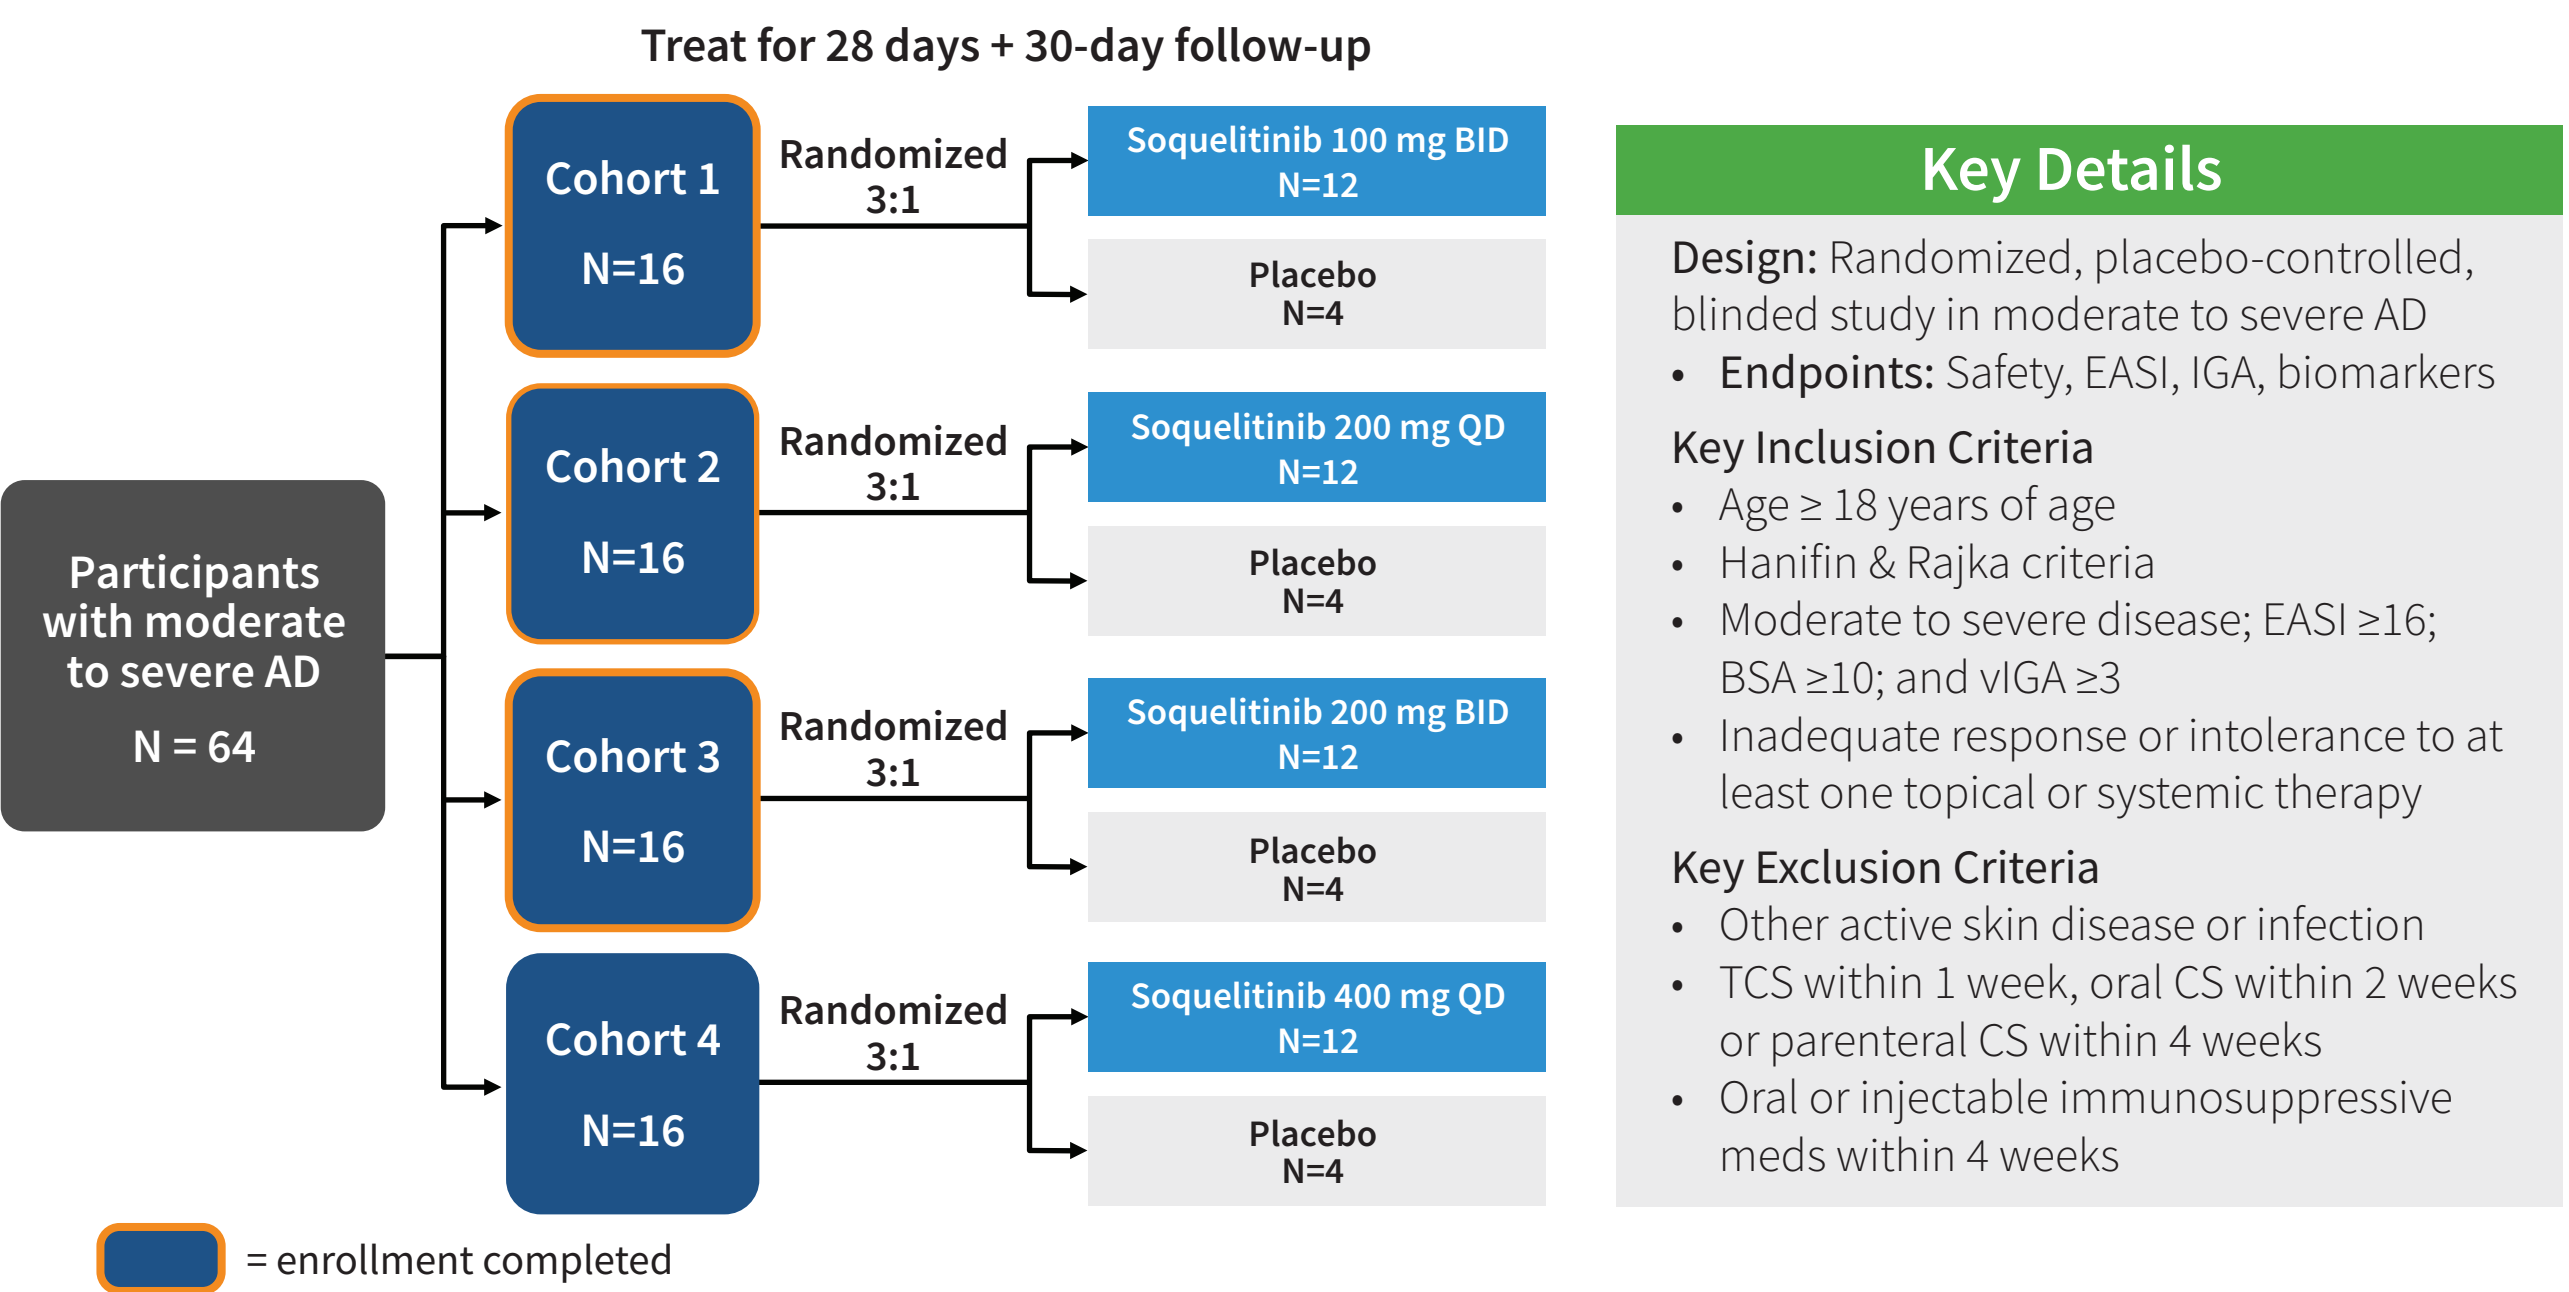 Treat for 28 days + 30-day follow-up
Participants
with moderate
to severe AD
N = 64
Cohort 1
N=16
Randomized
3:1
Soquelitinib 100 mg BID
N=12
Placebo
N=4
Cohort 2
N=16
Randomized
3:1
Soquelitinib 200 mg QD
N=12
Placebo
N=4
Cohort 3
N=16
Randomized
3:1
Soquelitinib 200 mg BID
N=12
Placebo
N=4
Cohort 4
N=16
Randomized
3:1
Soquelitinib 400 mg QD
N=12
Placebo
N=4
= enrollment completed
Key Details
Design: Randomized, placebo-controlled,
blinded study in moderate to severe AD
• Endpoints: Safety, EASI, IGA, biomarkers
Key Inclusion Criteria
• Age ≥ 18 years of age
• Hanifin & Rajka criteria
• Moderate to severe disease; EASI ≥16;
BSA ≥10; and vIGA ≥3
• Inadequate response or intolerance to at
least one topical or systemic therapy
Key Exclusion Criteria
• Other active skin disease or infection
• TCS within 1 week, oral CS within 2 weeks
or parenteral CS within 4 weeks
• Oral or injectable immunosuppressive
meds within 4 weeks